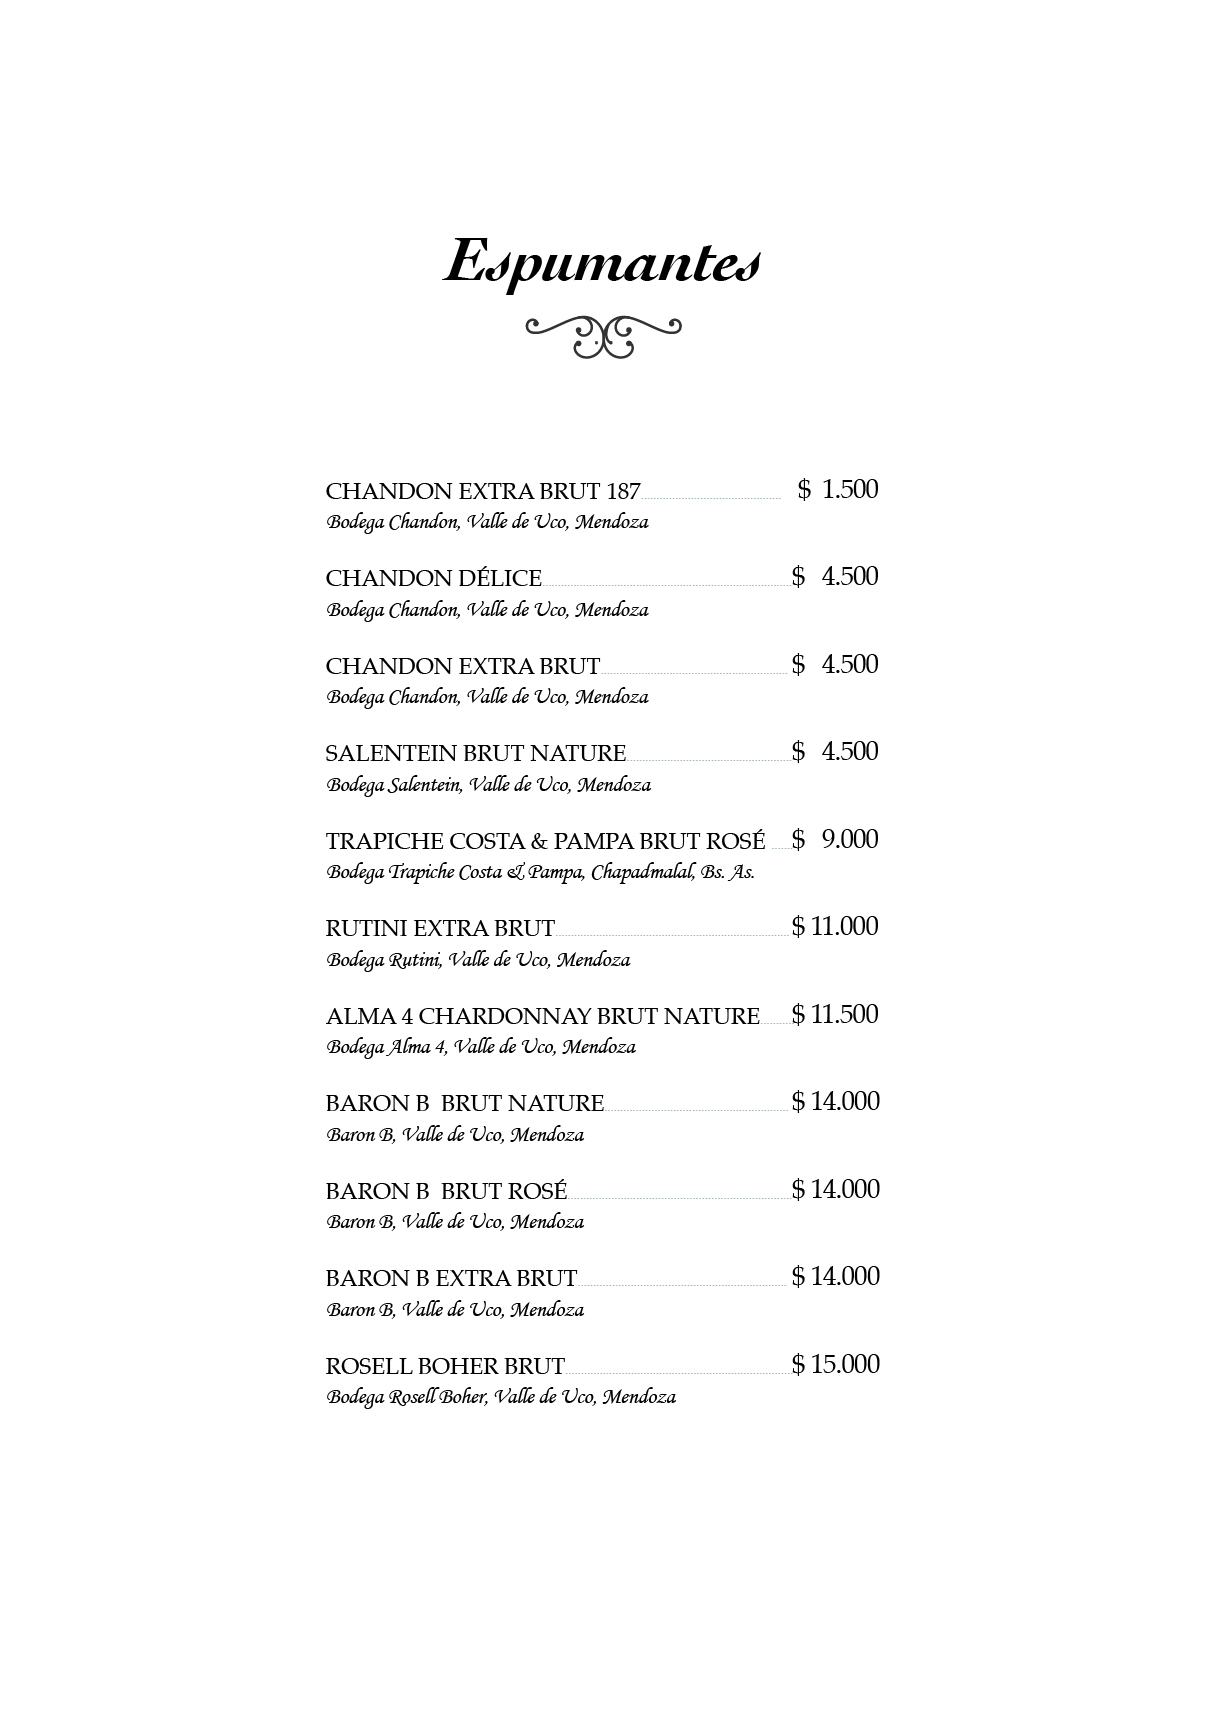 Espumantes
CHANDON EXTRA BRUT 187 $ 1.500
Bodega Chandon, Valle de Uco, Mendoza
CHANDON DÉLICE $ 4.500
Bodega Chandon, Valle de Uco, Mendoza
CHANDON EXTRA BRUT $ 4.500
Bodega Chandon, Valle de Uco, Mendoza
SALENTEIN BRUT NATURE $ 4.500
Bodega Salentein, Valle de Uco, Mendoza
TRAPICHE COSTA & PAMPA BRUT ROSÉ $ 9.000
Bodega Trapiche Costa & Pampa, Chapadmalal, Bs. As.
RUTINI EXTRA BRUT $ 11.000
Bodega Rutini, Valle de Uco, Mendoza
ALMA 4 CHARDONNAY BRUT NATURE $ 11.500
Bodega Alma 4, Valle de Uco, Mendoza
BARON B BRUT NATURE $ 14.000
Baron B, Valle de Uco, Mendoza
BARON B BRUT ROSÉ $ 14.000
Baron B, Valle de Uco, Mendoza
BARON B EXTRA BRUT $ 14.000
Baron B, Valle de Uco, Mendoza
ROSELL BOHER BRUT $ 15.000
Bodega Rosell Boher, Valle de Uco, Mendoza